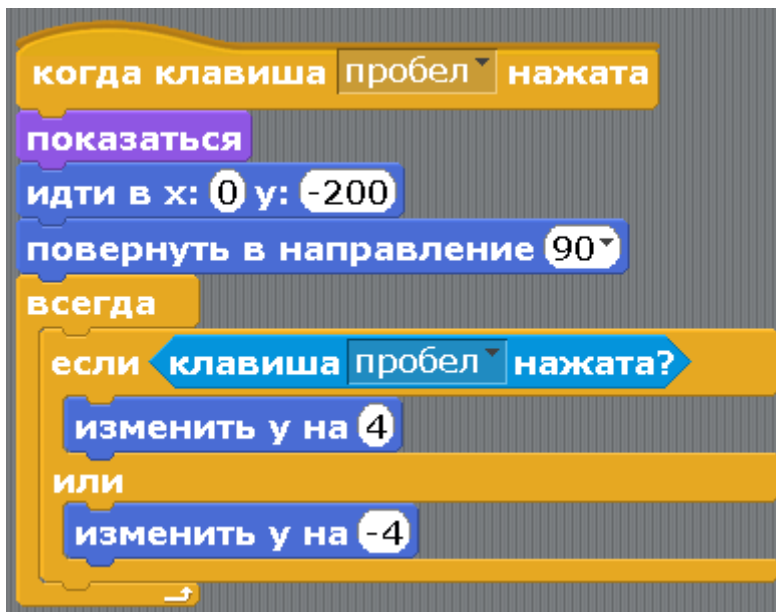 когда клавиша пробел нажата
показаться
идти в x: 0 y: -200
повернуть в направление 90
всегда
если клавиша пробел нажата?
изменить y на 4
или
изменить y на -4